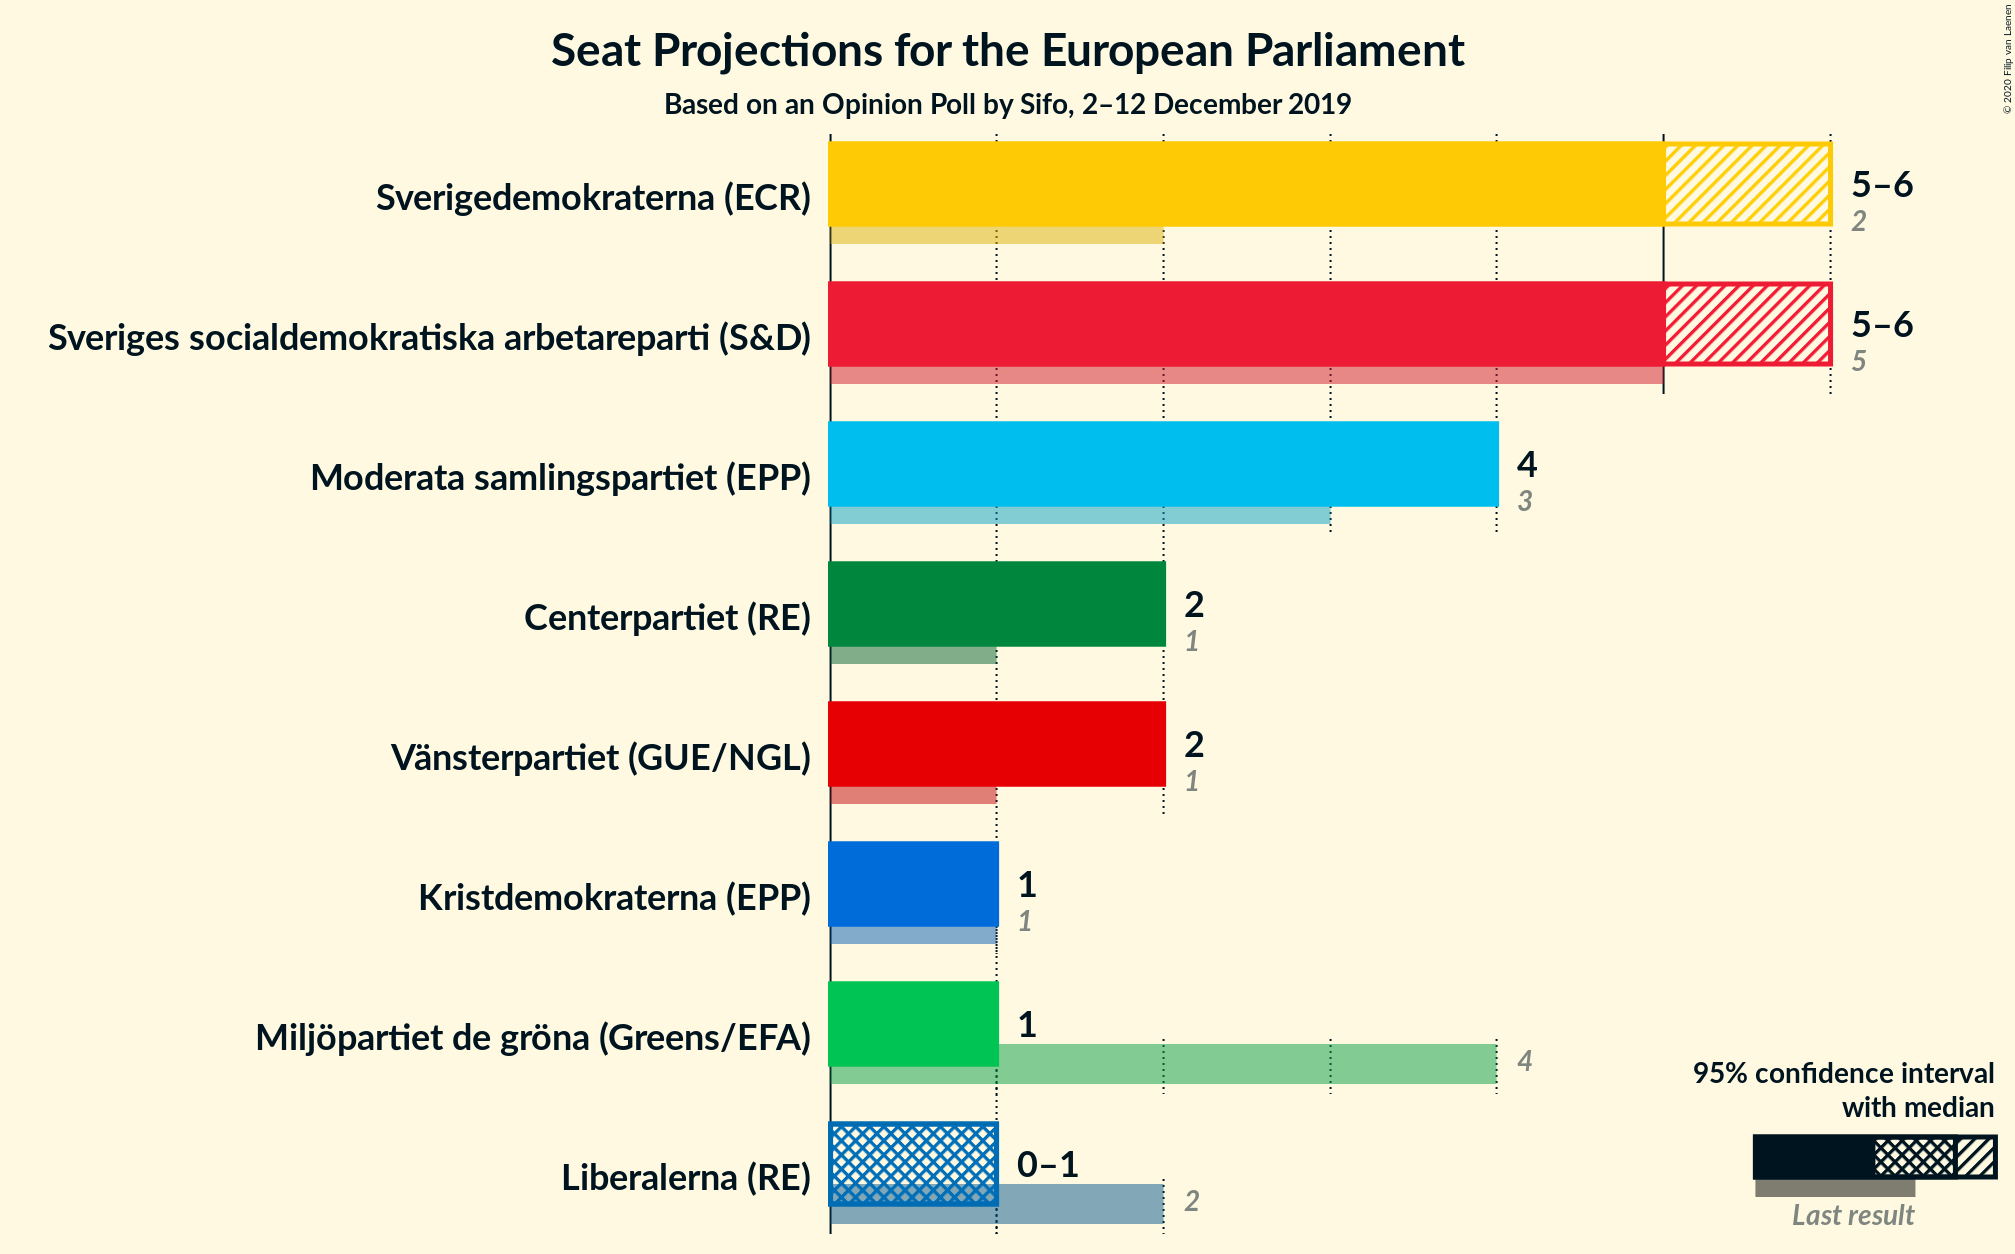 Seat Projections for the European Parliament
Based on an Opinion Poll by Sifo, 2–12 December 2019
© 2020 Filip van Laenen
Sverigedemokraterna (ECR)
5–6
2
Sveriges socialdemokratiska arbetareparti (S&D)
5–6
5
Moderata samlingspartiet (EPP)
4
3
Centerpartiet (RE)
2
1
Vänsterpartiet (GUE/NGL)
2
1
Kristdemokraterna (EPP)
1
1
Miljöpartiet de gröna (Greens/EFA)
1
4
Liberalerna (RE)
0–1
2
95% confidence interval
with median
Last result